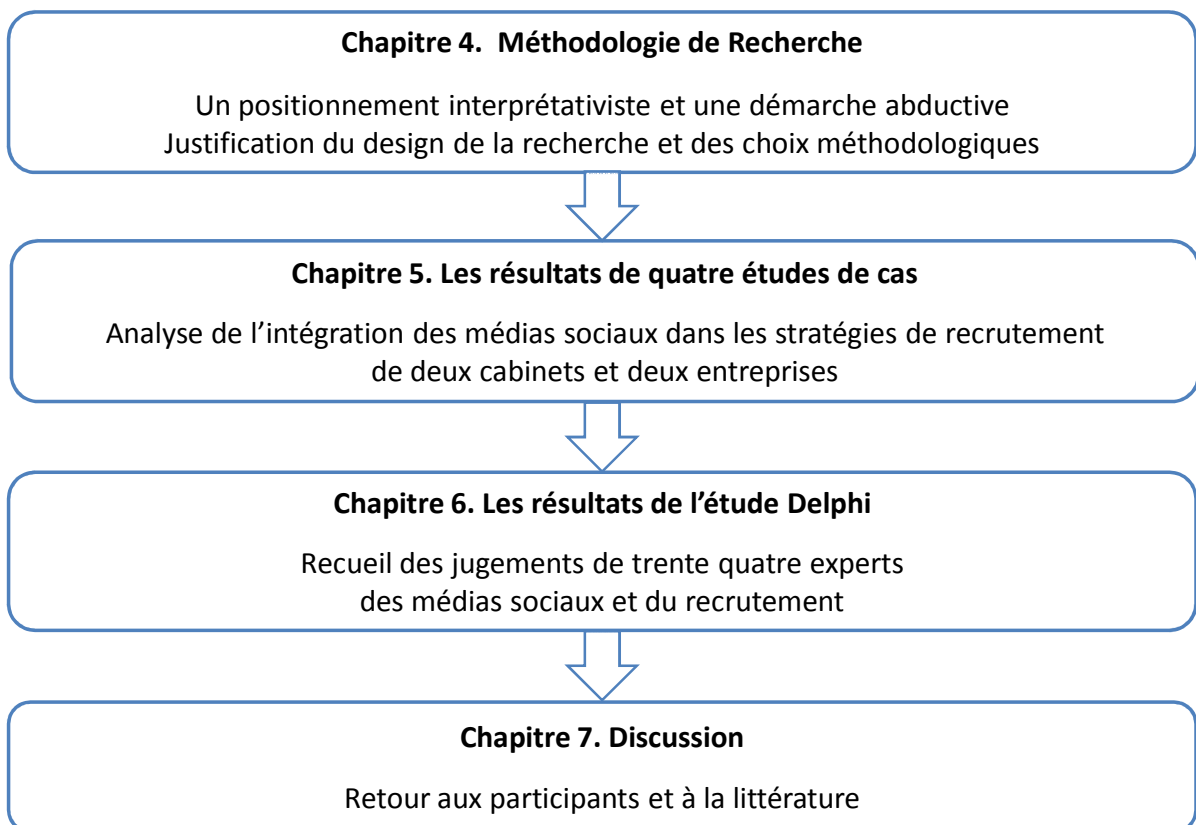 Chapitre 4. Méthodologie de Recherche
Un positionnement interprétativiste et une démarche abductive
Justification du design de la recherche et des choix méthodologiques
Chapitre 5. Les résultats de quatre études de cas
Analyse de l’intégration des médias sociaux dans les stratégies de recrutement
de deux cabinets et deux entreprises
Chapitre 6. Les résultats de l’étude Delphi
Recueil des jugements de trente quatre experts
des médias sociaux et du recrutement
Chapitre 7. Discussion
Retour aux participants et à la littérature